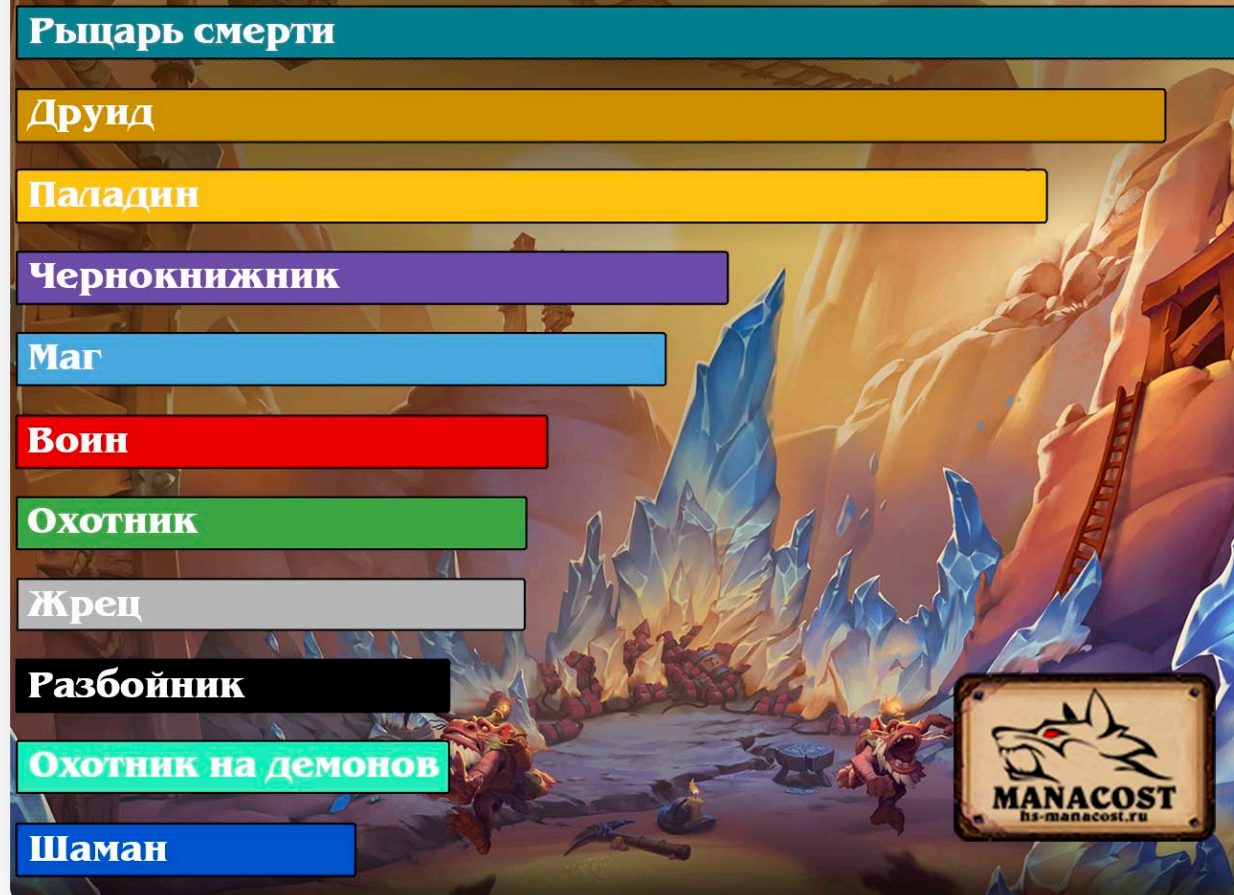 Рыцарь смерти
Друид
Паладин
Чернокнижник
Маг
Воин
Охотник
Жрец
Разбойник
Охотник на демонов
Шаман
MANACOST
hs-manacost.ru